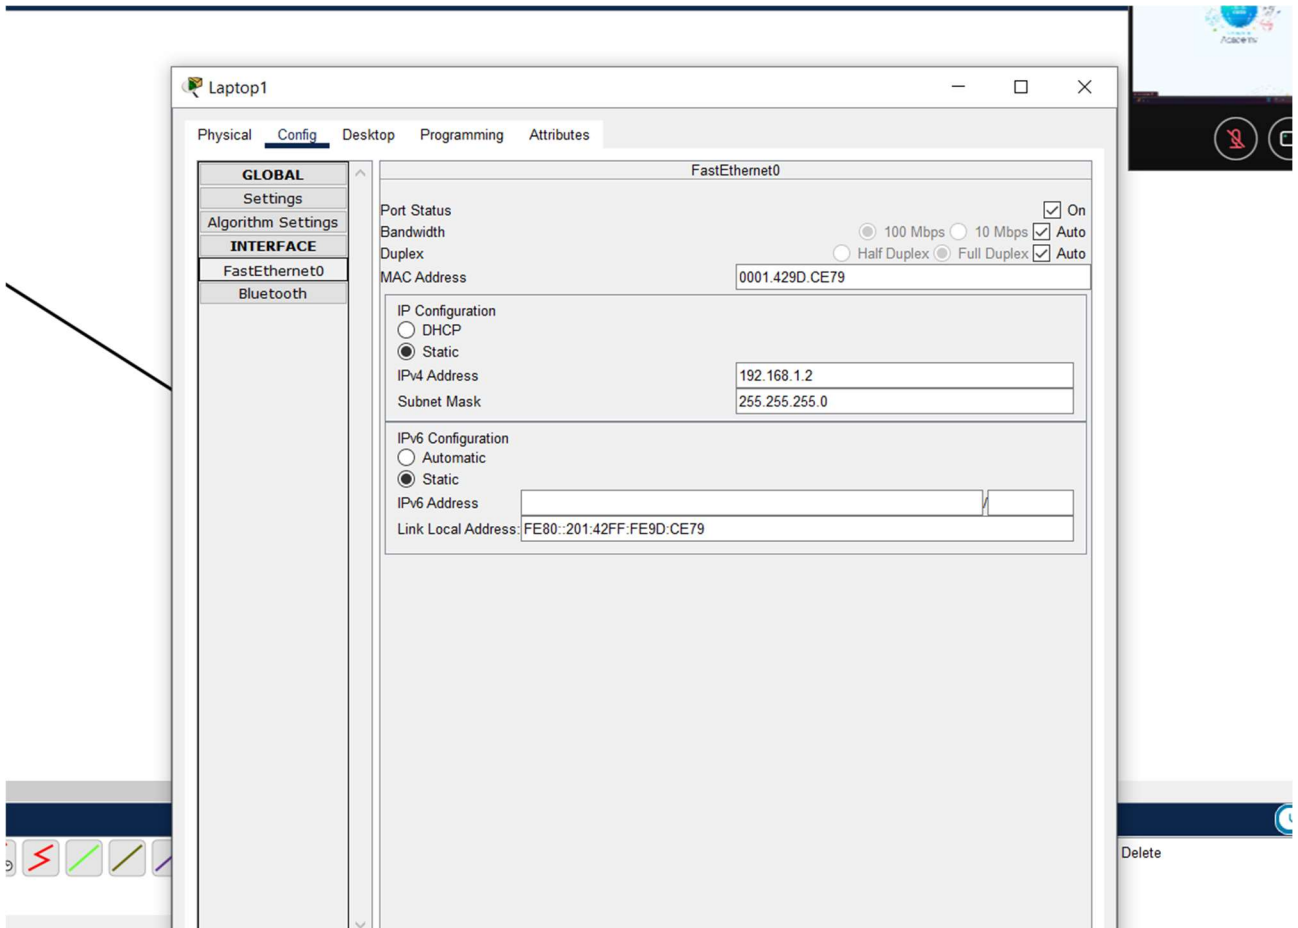 Academy
Laptop1
Physical Config Desktop Programming Attributes
GLOBAL
Settings
Algorithm Settings
INTERFACE
FastEthernet0
Bluetooth
FastEthernet0
Port Status On
Bandwidth 100 Mbps 10 Mbps Auto
Duplex Half Duplex Full Duplex Auto
MAC Address 0001.429D.CE79
IP Configuration
DHCP
Static
IPv4 Address 192.168.1.2
Subnet Mask 255.255.255.0
IPv6 Configuration
Automatic
Static
IPv6 Address /
Link Local Address: FE80::201:42FF:FE9D:CE79
Delete